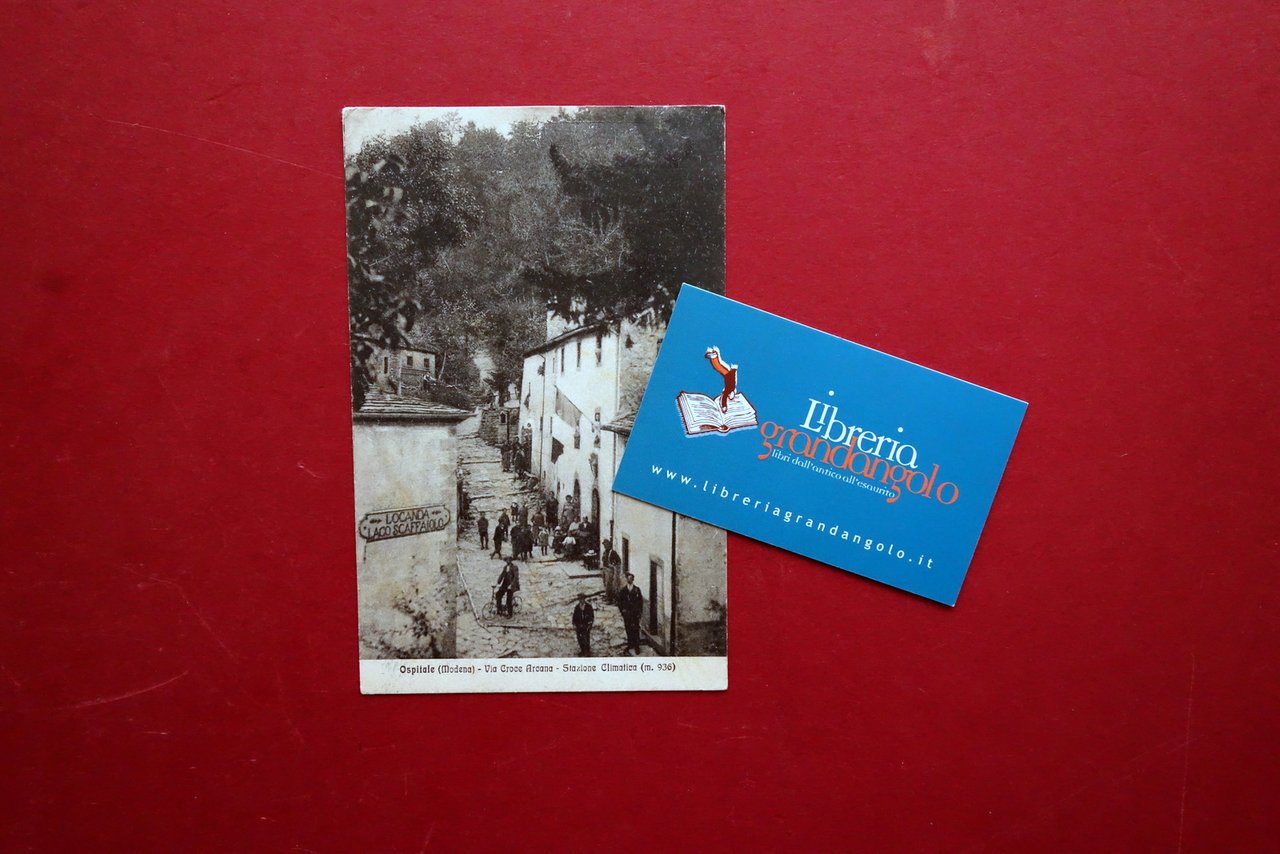 LOCANDA
LAGO SCAFFAIOLO
Ospitale (Modena) - Via Croce Arcana - Stazione Climatica (m. 936)
Libreria
grandangolo
libri dall'antico all'esaurito
www.libreriagrandangolo.it